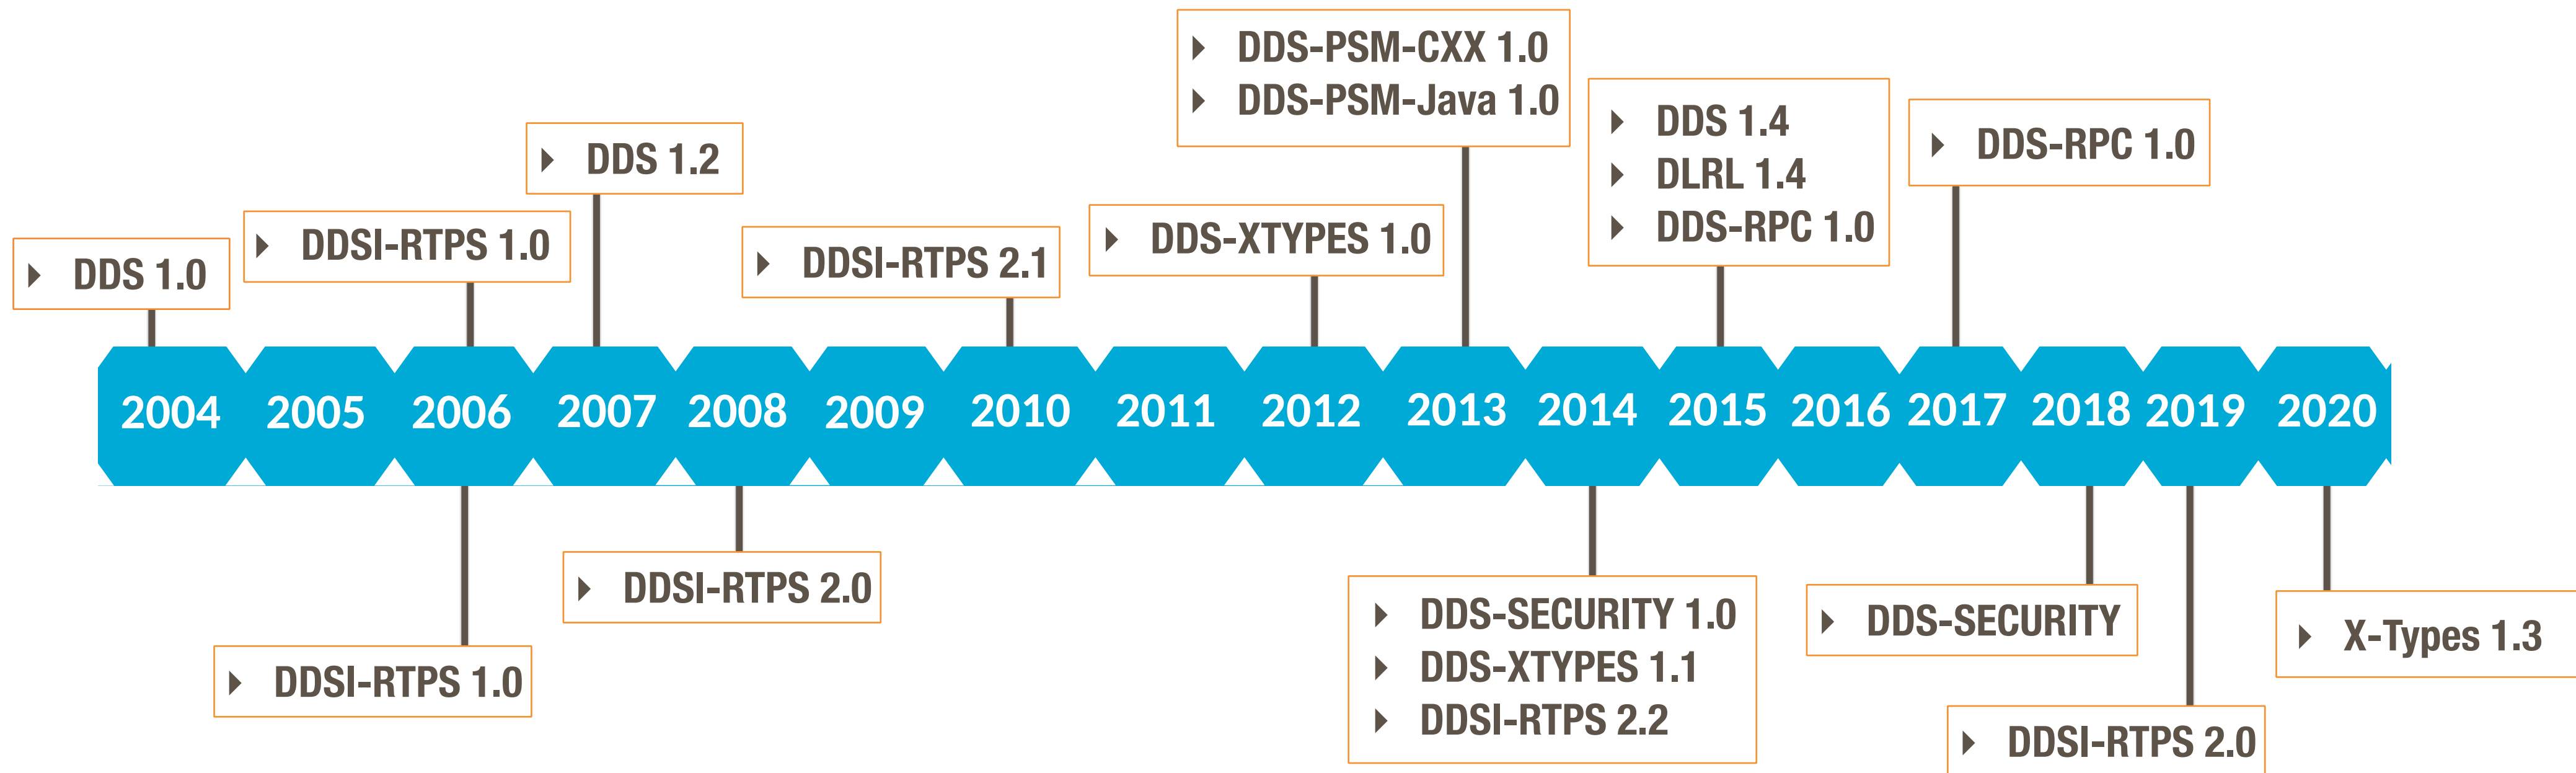 DDS-PSM-CXX 1.0
DDS-PSM-Java 1.0
DDS 1.4
DLRL 1.4
DDS-RPC 1.0
DDS-RPC 1.0
DDS 1.2
DDSI-RTPS 1.0
DDS-XTYPES 1.0
DDSI-RTPS 2.1
DDS 1.0
2004 2005 2006 2007 2008 2009 2010 2011 2012 2013 2014 2015 2016 2017 2018 2019 2020
DDSI-RTPS 2.0
DDSI-RTPS 1.0
DDS-SECURITY 1.0
DDS-XTYPES 1.1
DDSI-RTPS 2.2
DDS-SECURITY
X-Types 1.3
DDSI-RTPS 2.0